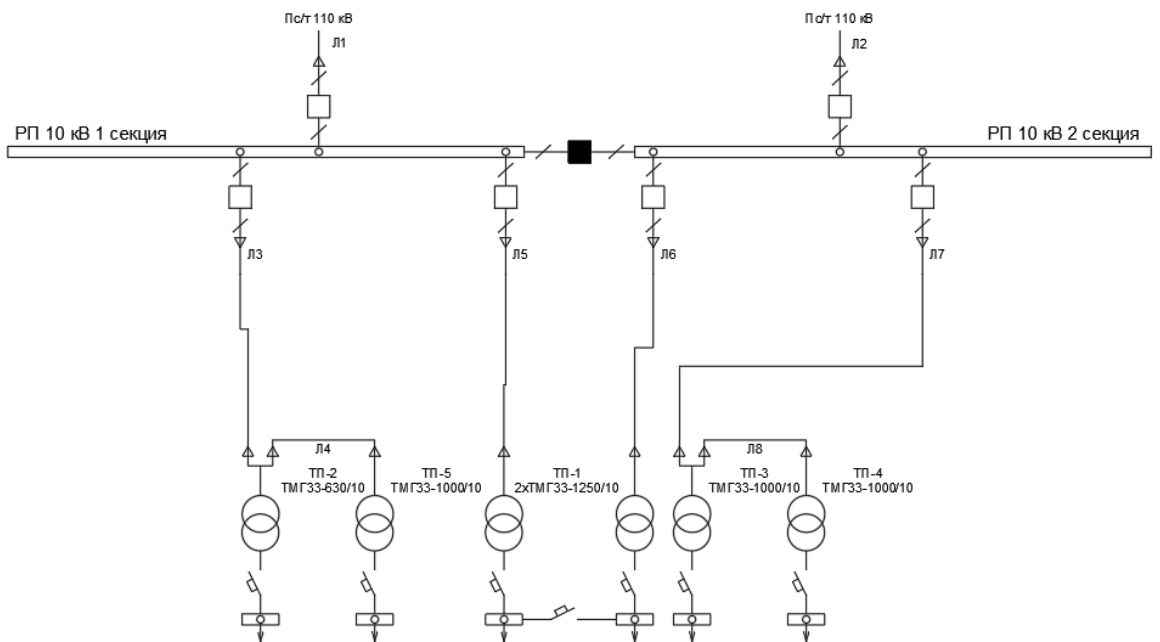 Пс/т 110 кВ
Пс/т 110 кВ
Л1
Л2
РП 10 кВ 1 секция
РП 10 кВ 2 секция
Л3
Л5
Л6
Л7
Л4
Л8
ТП-2
ТМГ33-630/10
ТП-5
ТМГ33-1000/10
ТП-1
2хТМГ33-1250/10
ТП-3
ТМГ33-1000/10
ТП-4
ТМГ33-1000/10